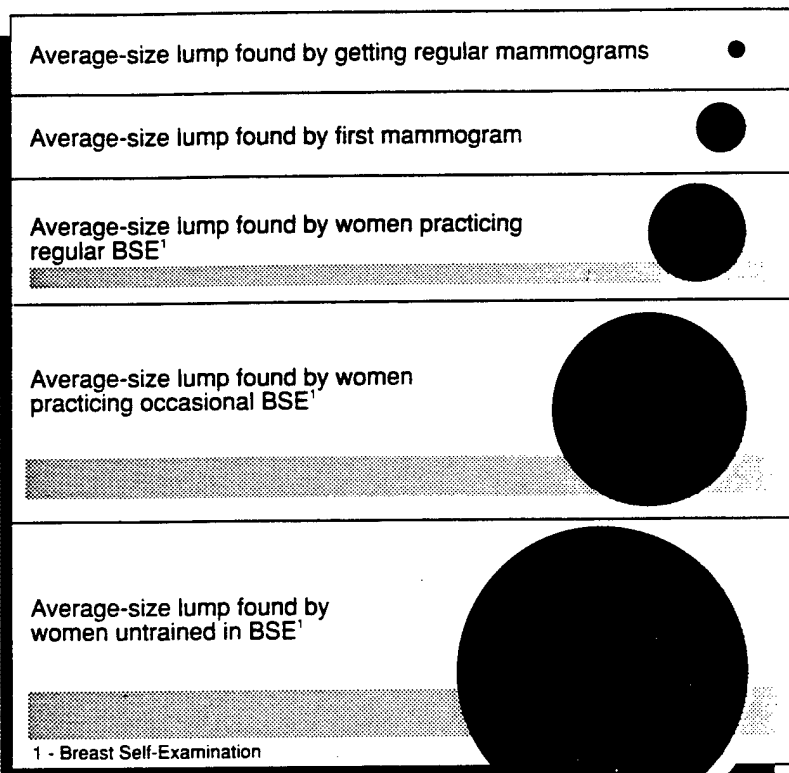 Average-size lump found by getting regular mammograms
Average-size lump found by first mammogram
Average-size lump found by women practicing
regular BSE¹
Average-size lump found by women
practicing occasional BSE¹
Average-size lump found by
women untrained in BSE¹
1 - Breast Self-Examination